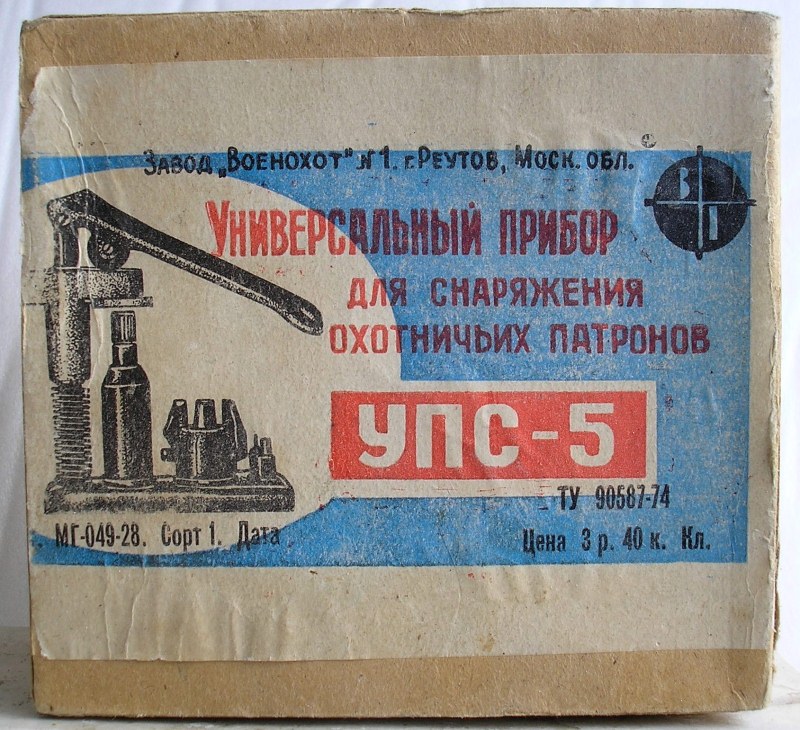 Завод „Военохот" №1. г. Реутов, Моск. обл.
Универсальный прибор
для снаряжения
охотничьих патронов
УПС-5
ТУ 90587-74
МГ-049-28. Сорт 1. Дата
Цена 3 р. 40 к. Кл.